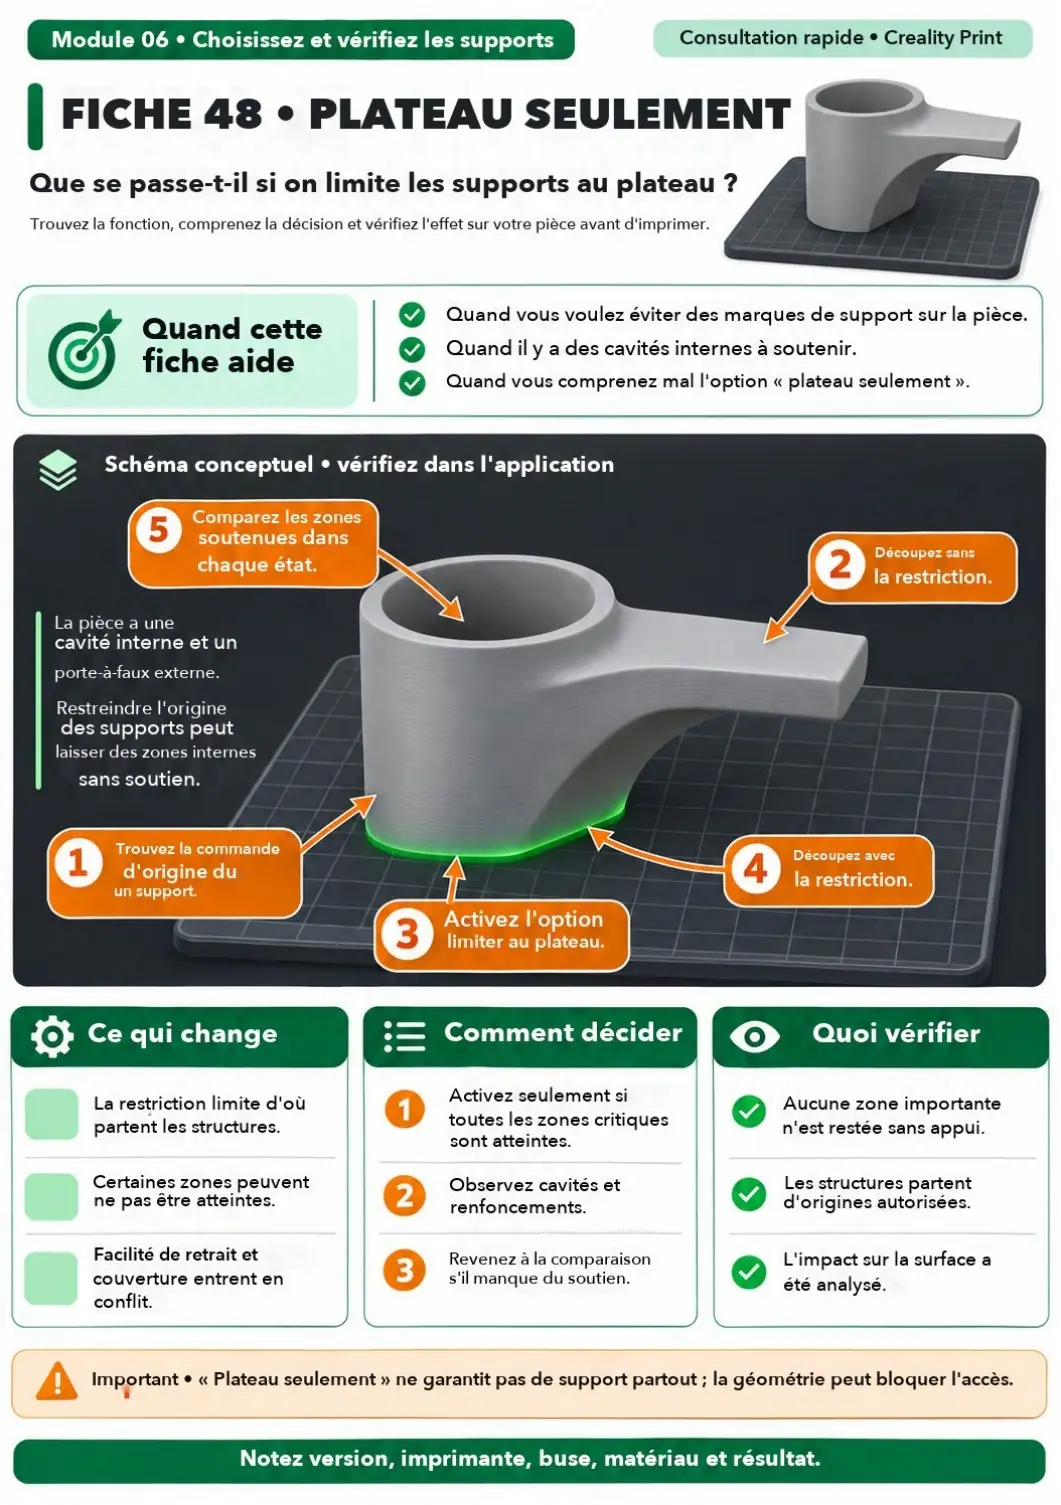 Module 06 • Choisissez et vérifiez les supports
Consultation rapide • Creality Print
FICHE 48 • PLATEAU SEULEMENT
Que se passe-t-il si on limite les supports au plateau ?
Trouvez la fonction, comprenez la décision et vérifiez l'effet sur votre pièce avant d'imprimer.
Quand cette
fiche aide
Quand vous voulez éviter des marques de support sur la pièce.
Quand il y a des cavités internes à soutenir.
Quand vous comprenez mal l'option « plateau seulement ».
Schéma conceptuel • vérifiez dans l'application
5
Comparez les zones
soutenues dans
chaque état.
2
Découpez sans
la restriction.
La pièce a une
cavité interne et un
porte-à-faux externe.
Restreindre l'origine
des supports peut
laisser des zones internes
sans soutien.
1
Trouvez la commande
d'origine du
un support.
3
Activez l'option
limiter au plateau.
4
Découpez avec
la restriction.
Ce qui change
La restriction limite d'où
partent les structures.
Certaines zones peuvent
ne pas être atteintes.
Facilité de retrait et
couverture entrent en
conflit.
Comment décider
1
Activez seulement si
toutes les zones critiques
sont atteintes.
2
Observez cavités et
renfoncements.
3
Revenez à la comparaison
s'il manque du soutien.
Quoi vérifier
Aucune zone importante
n'est restée sans appui.
Les structures partent
d'origines autorisées.
L'impact sur la surface a
été analysé.
Important • « Plateau seulement » ne garantit pas de support partout ; la géométrie peut bloquer l'accès.
Notez version, imprimante, buse, matériau et résultat.